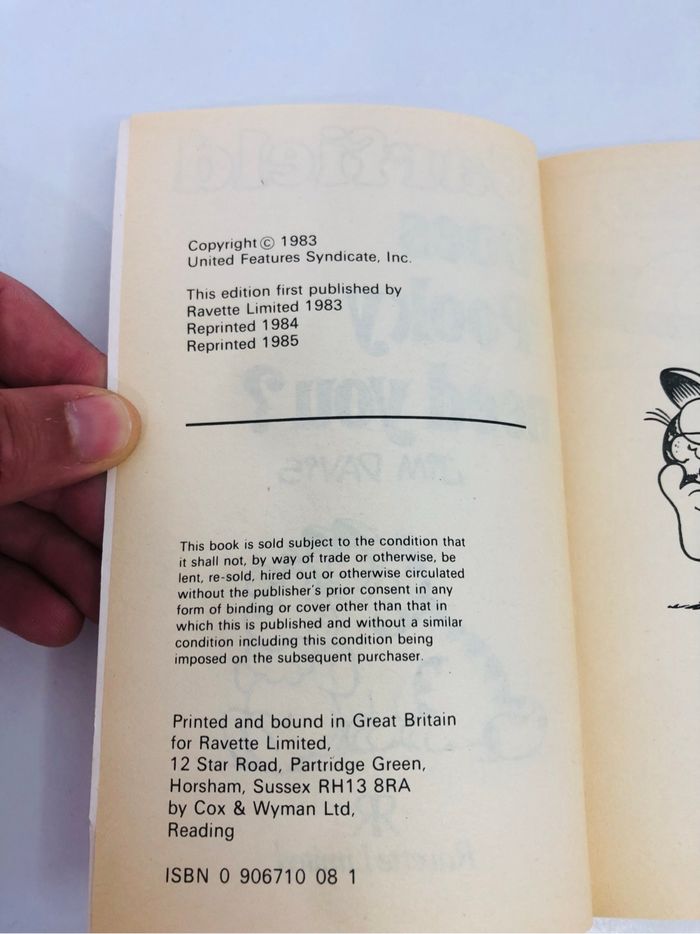 Copyright © 1983
United Features Syndicate, Inc.
This edition first published by
Ravette Limited 1983
Reprinted 1984
Reprinted 1985
This book is sold subject to the condition that
it shall not, by way of trade or otherwise, be
lent, re-sold, hired out or otherwise circulated
without the publisher's prior consent in any
form of binding or cover other than that in
which this is published and without a similar
condition including this condition being
imposed on the subsequent purchaser.
Printed and bound in Great Britain
for Ravette Limited,
12 Star Road, Partridge Green,
Horsham, Sussex RH13 8RA
by Cox & Wyman Ltd,
Reading
ISBN 0 906710 08 1